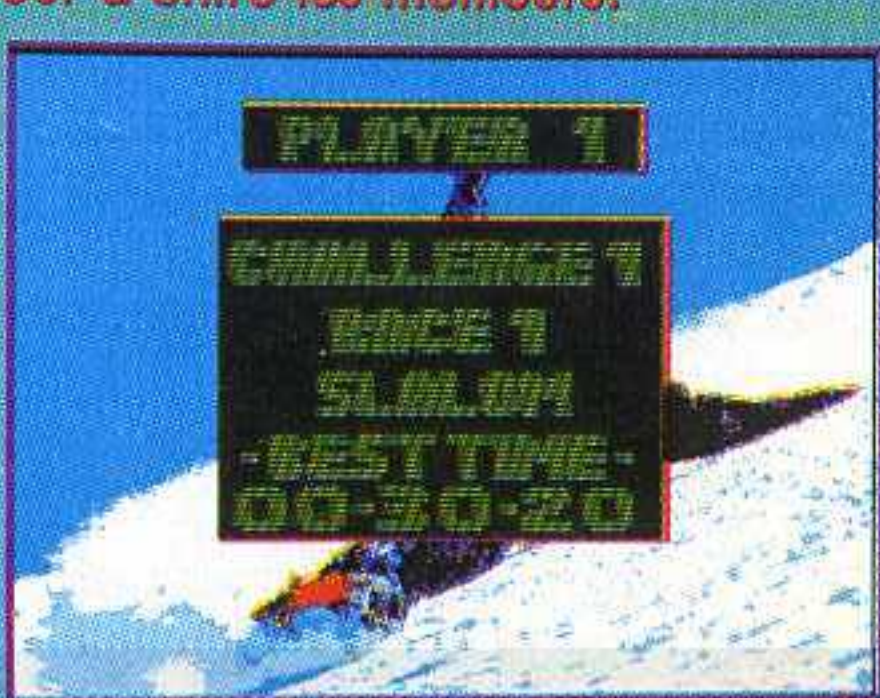 PLAYER 1
CHALLENGE 1
RACE 1
SLALOM
-BEST TIME-
00-30-20